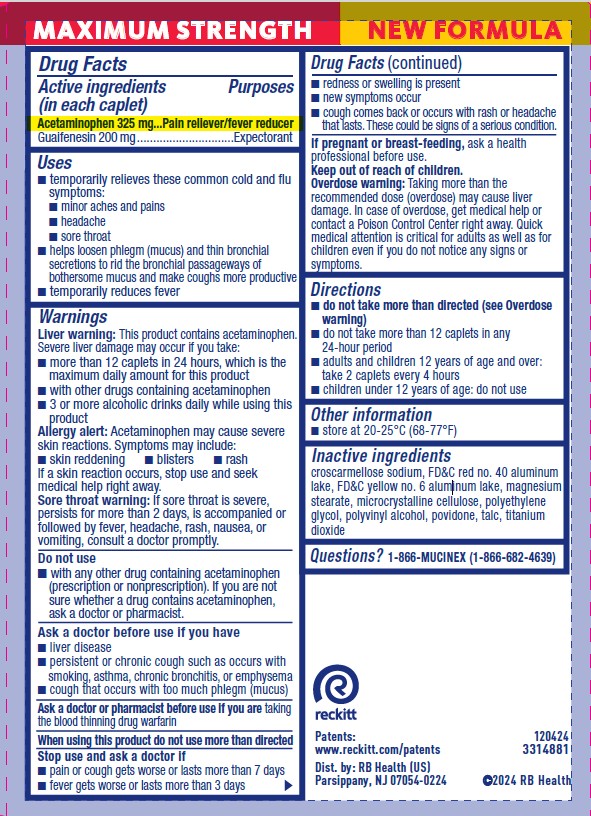 MAXIMUM STRENGTH NEW FORMULA
Drug Facts
Active ingredients Purposes
(in each caplet)
Acetaminophen 325 mg...Pain reliever/fever reducer
Guaifenesin 200 mg.............................Expectorant
Uses
■ temporarily relieves these common cold and flu
symptoms:
■ minor aches and pains
■ headache
■ sore throat
■ helps loosen phlegm (mucus) and thin bronchial
secretions to rid the bronchial passageways of
bothersome mucus and make coughs more productive
■ temporarily reduces fever
Warnings
Liver warning: This product contains acetaminophen.
Severe liver damage may occur if you take:
■ more than 12 caplets in 24 hours, which is the
maximum daily amount for this product
■ with other drugs containing acetaminophen
■ 3 or more alcoholic drinks daily while using this
product
Allergy alert: Acetaminophen may cause severe
skin reactions. Symptoms may include:
■ skin reddening ■ blisters ■ rash
If a skin reaction occurs, stop use and seek
medical help right away.
Sore throat warning: If sore throat is severe,
persists for more than 2 days, is accompanied or
followed by fever, headache, rash, nausea, or
vomiting, consult a doctor promptly.
Do not use
■ with any other drug containing acetaminophen
(prescription or nonprescription). If you are not
sure whether a drug contains acetaminophen,
ask a doctor or pharmacist.
Ask a doctor before use if you have
■ liver disease
■ persistent or chronic cough such as occurs with
smoking, asthma, chronic bronchitis, or emphysema
■ cough that occurs with too much phlegm (mucus)
Ask a doctor or pharmacist before use if you are taking
the blood thinning drug warfarin
When using this product do not use more than directed
Stop use and ask a doctor if
■ pain or cough gets worse or lasts more than 7 days
■ fever gets worse or lasts more than 3 days
Drug Facts (continued)
■ redness or swelling is present
■ new symptoms occur
■ cough comes back or occurs with rash or headache
that lasts. These could be signs of a serious condition.
If pregnant or breast-feeding, ask a health
professional before use.
Keep out of reach of children.
Overdose warning: Taking more than the
recommended dose (overdose) may cause liver
damage. In case of overdose, get medical help or
contact a Poison Control Center right away. Quick
medical attention is critical for adults as well as for
children even if you do not notice any signs or
symptoms.
Directions
■ do not take more than directed (see Overdose
warning)
■ do not take more than 12 caplets in any
24-hour period
■ adults and children 12 years of age and over:
take 2 caplets every 4 hours
■ children under 12 years of age: do not use
Other information
■ store at 20-25°C (68-77°F)
Inactive ingredients
croscarmellose sodium, FD&C red no. 40 aluminum
lake, FD&C yellow no. 6 aluminum lake, magnesium
stearate, microcrystalline cellulose, polyethylene
glycol, polyvinyl alcohol, povidone, talc, titanium
dioxide
Questions? 1-866-MUCINEX (1-866-682-4639)
reckitt
Patents: 120424
www.reckitt.com/patents 3314881
Dist. by: RB Health (US)
Parsippany, NJ 07054-0224 ©2024 RB Health